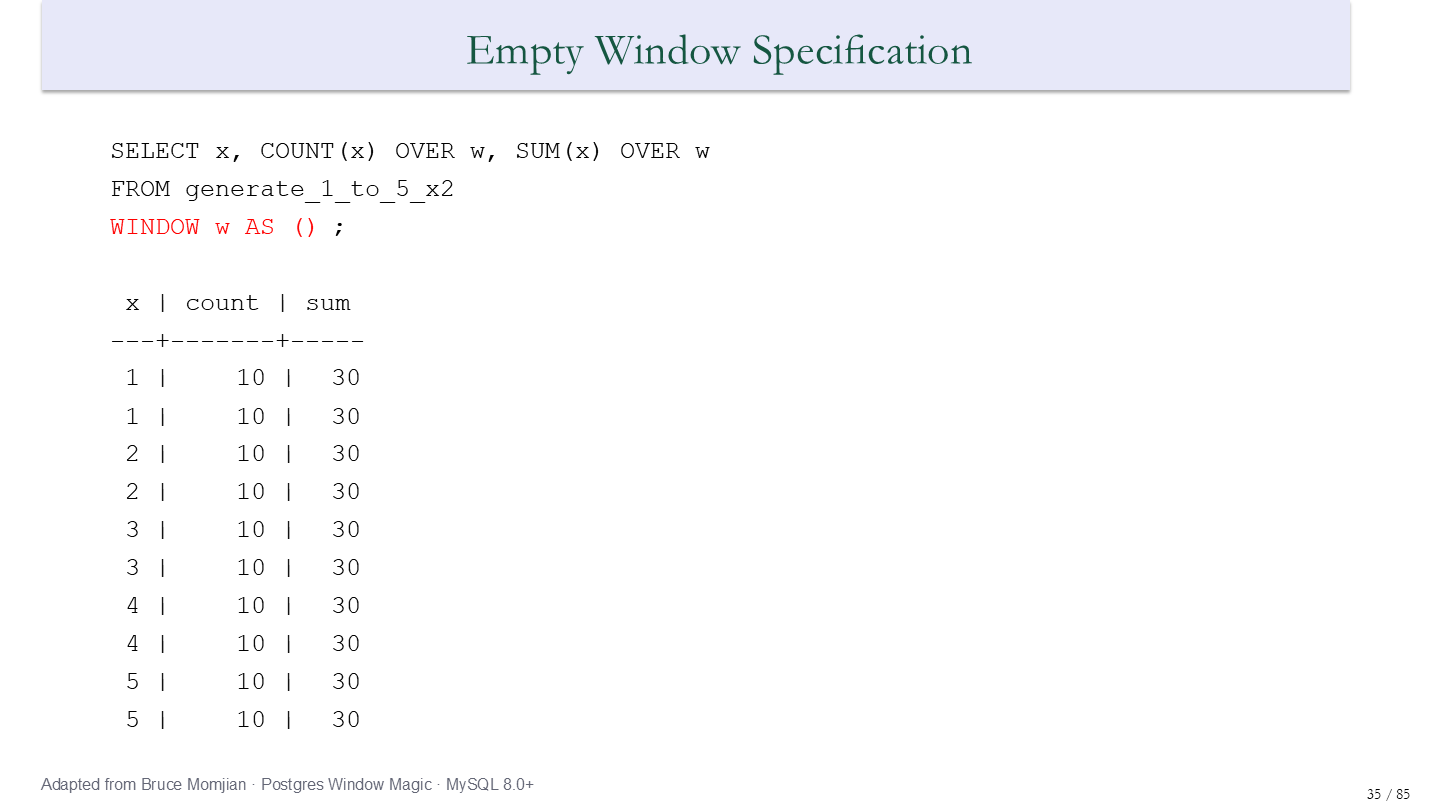 Empty Window Specification
SELECT x, COUNT(x) OVER w, SUM(x) OVER w
FROM generate_1_to_5_x2
WINDOW w AS () ;
 x | count | sum
---+-------+-----
 1 |    10 |  30
 1 |    10 |  30
 2 |    10 |  30
 2 |    10 |  30
 3 |    10 |  30
 3 |    10 |  30
 4 |    10 |  30
 4 |    10 |  30
 5 |    10 |  30
 5 |    10 |  30
Adapted from Bruce Momjian · Postgres Window Magic · MySQL 8.0+
35 / 85